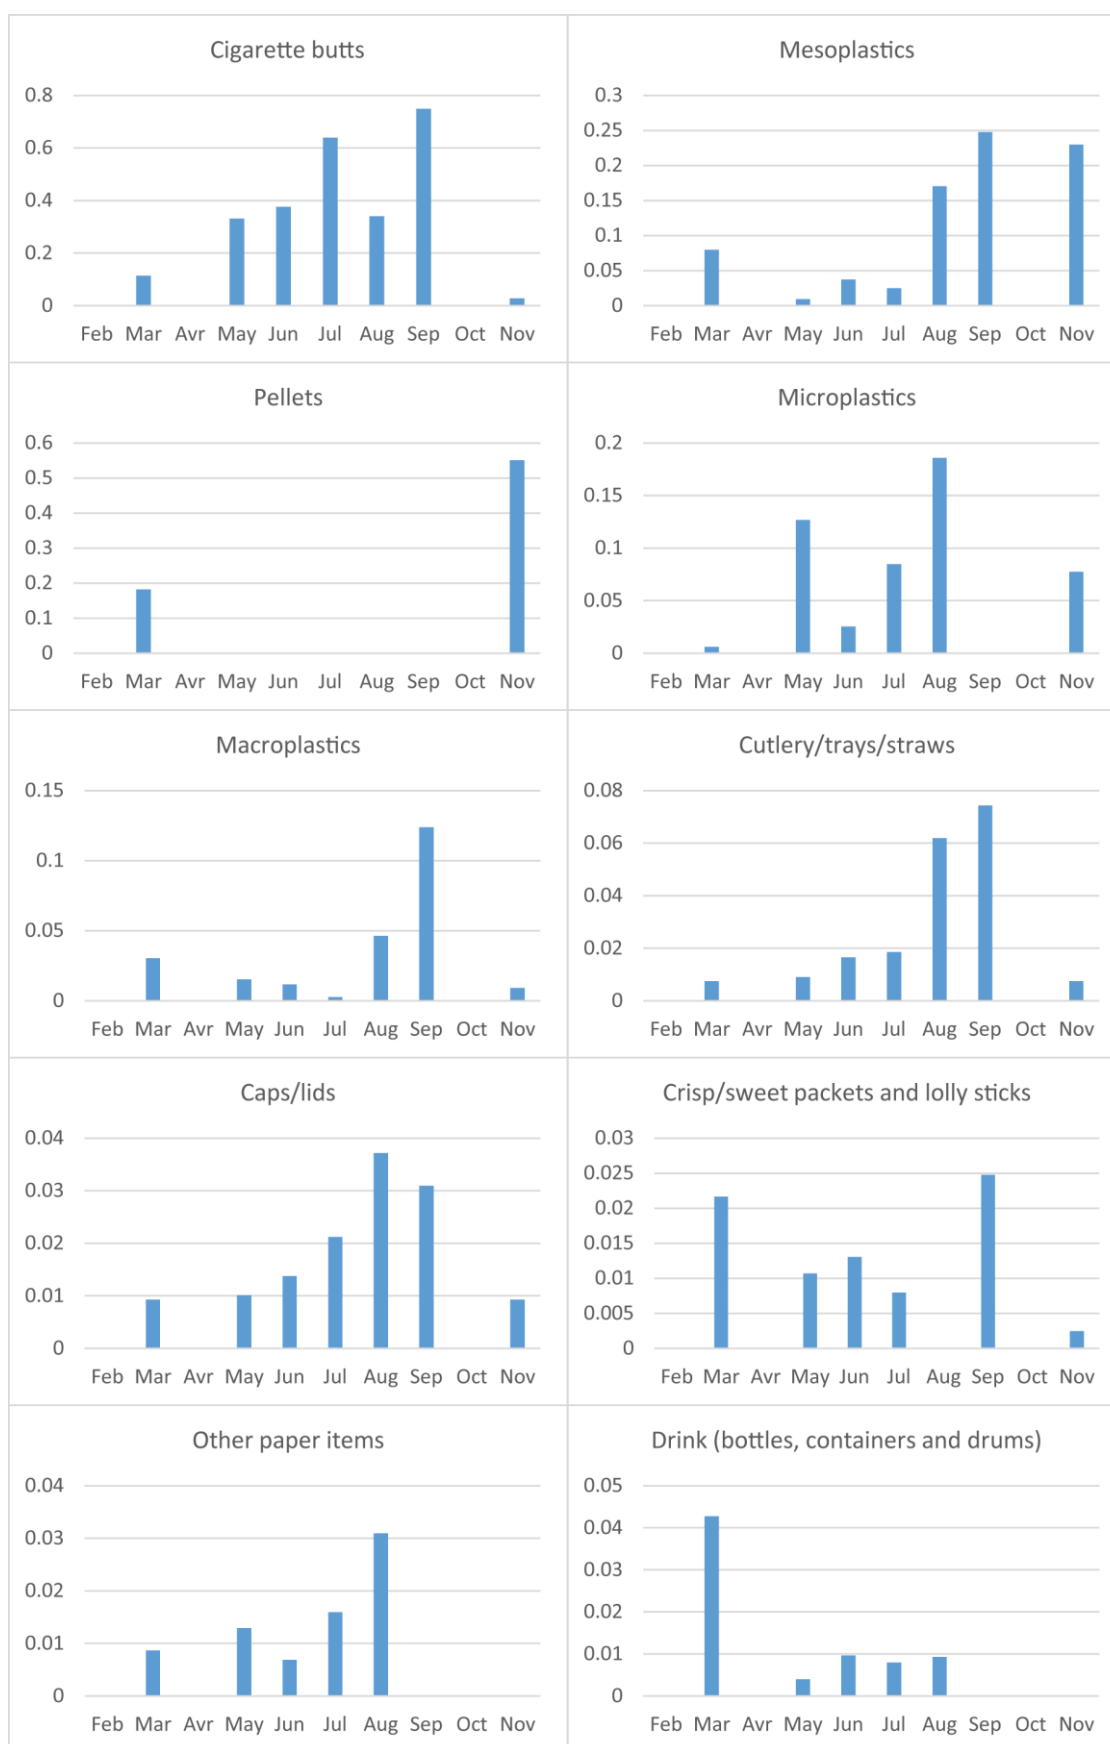 Cigarette butts
0.8
0.6
0.4
0.2
0
Feb Mar Avr May Jun Jul Aug Sep Oct Nov
Mesoplastics
0.3
0.25
0.2
0.15
0.1
0.05
0
Feb Mar Avr May Jun Jul Aug Sep Oct Nov
Pellets
0.6
0.5
0.4
0.3
0.2
0.1
0
Feb Mar Avr May Jun Jul Aug Sep Oct Nov
Microplastics
0.2
0.15
0.1
0.05
0
Feb Mar Avr May Jun Jul Aug Sep Oct Nov
Macroplastics
0.15
0.1
0.05
0
Feb Mar Avr May Jun Jul Aug Sep Oct Nov
Cutlery/trays/straws
0.08
0.06
0.04
0.02
0
Feb Mar Avr May Jun Jul Aug Sep Oct Nov
Caps/lids
0.04
0.03
0.02
0.01
0
Feb Mar Avr May Jun Jul Aug Sep Oct Nov
Crisp/sweet packets and lolly sticks
0.03
0.025
0.02
0.015
0.01
0.005
0
Feb Mar Avr May Jun Jul Aug Sep Oct Nov
Other paper items
0.04
0.03
0.02
0.01
0
Feb Mar Avr May Jun Jul Aug Sep Oct Nov
Drink (bottles, containers and drums)
0.05
0.04
0.03
0.02
0.01
0
Feb Mar Avr May Jun Jul Aug Sep Oct Nov